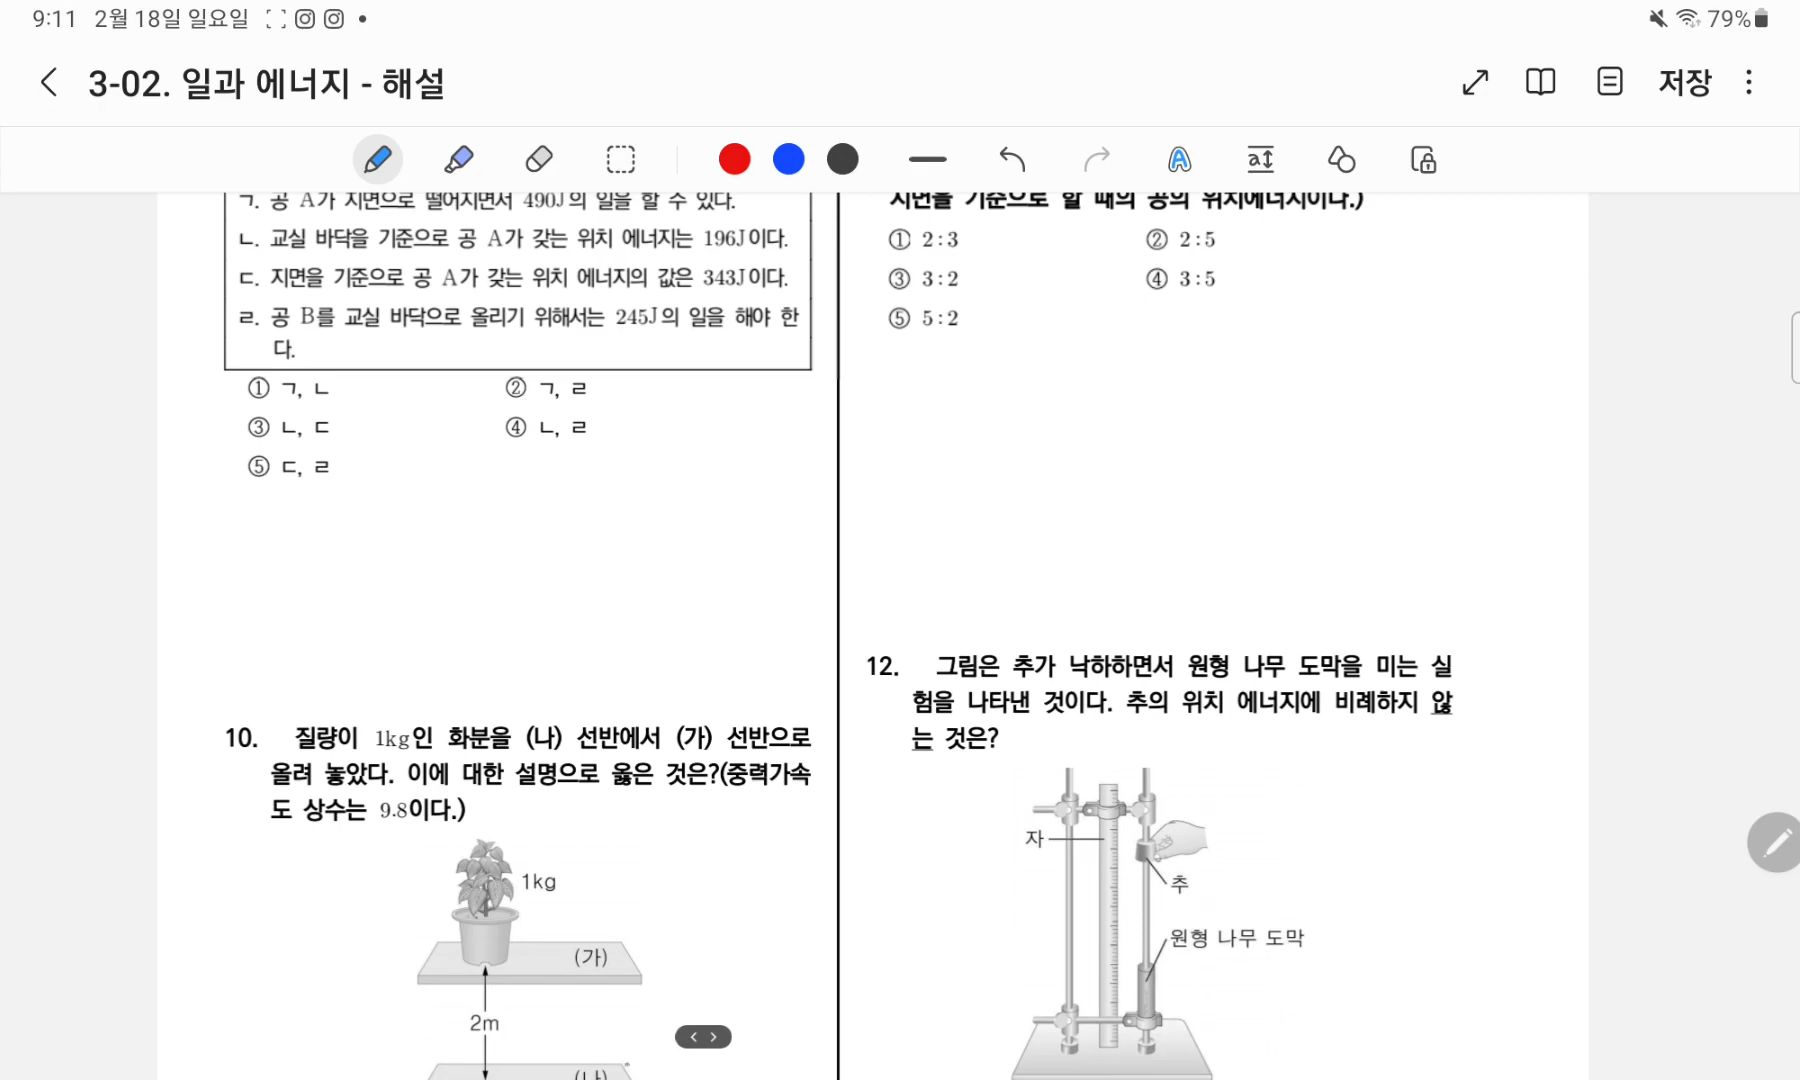 9:11 2월 18일 일요일
79%
3-02. 일과 에너지 - 해설
저장
ㄱ. 공 A가 지면으로 떨어지면서 490J의 일을 할 수 있다.
ㄴ. 교실 바닥을 기준으로 공 A가 갖는 위치 에너지는 196J이다.
ㄷ. 지면을 기준으로 공 A가 갖는 위치 에너지의 값은 343J이다.
ㄹ. 공 B를 교실 바닥으로 올리기 위해서는 245J의 일을 해야 한
다.
① ㄱ, ㄴ ② ㄱ, ㄹ
③ ㄴ, ㄷ ④ ㄴ, ㄹ
⑤ ㄷ, ㄹ
10. 질량이 1kg인 화분을 (나) 선반에서 (가) 선반으로
올려 놓았다. 이에 대한 설명으로 옳은 것은?(중력가속
도 상수는 9.8이다.)
1kg
(가)
2m
(나)
지면을 기준으로 할 때의 공의 위치에너지이다.)
① 2:3 ② 2:5
③ 3:2 ④ 3:5
⑤ 5:2
12. 그림은 추가 낙하하면서 원형 나무 도막을 미는 실
험을 나타낸 것이다. 추의 위치 에너지에 비례하지 않
는 것은?
자
추
원형 나무 도막